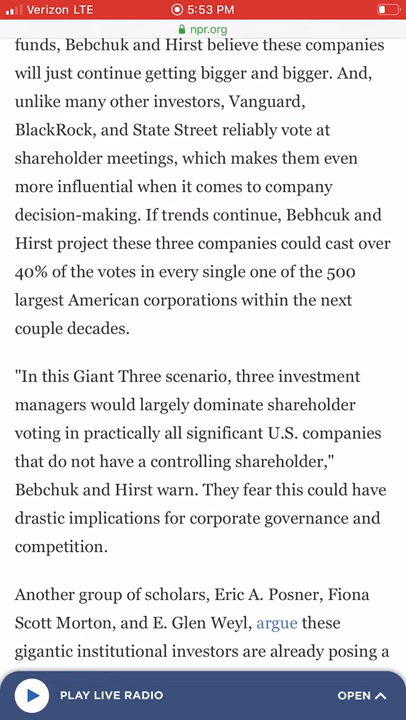 Verizon LTE 5:53 PM
npr.org
funds, Bebchuk and Hirst believe these companies
will just continue getting bigger and bigger. And,
unlike many other investors, Vanguard,
BlackRock, and State Street reliably vote at
shareholder meetings, which makes them even
more influential when it comes to company
decision-making. If trends continue, Bebhcuk and
Hirst project these three companies could cast over
40% of the votes in every single one of the 500
largest American corporations within the next
couple decades.
"In this Giant Three scenario, three investment
managers would largely dominate shareholder
voting in practically all significant U.S. companies
that do not have a controlling shareholder,"
Bebchuk and Hirst warn. They fear this could have
drastic implications for corporate governance and
competition.
Another group of scholars, Eric A. Posner, Fiona
Scott Morton, and E. Glen Weyl, argue these
gigantic institutional investors are already posing a
PLAY LIVE RADIO OPEN